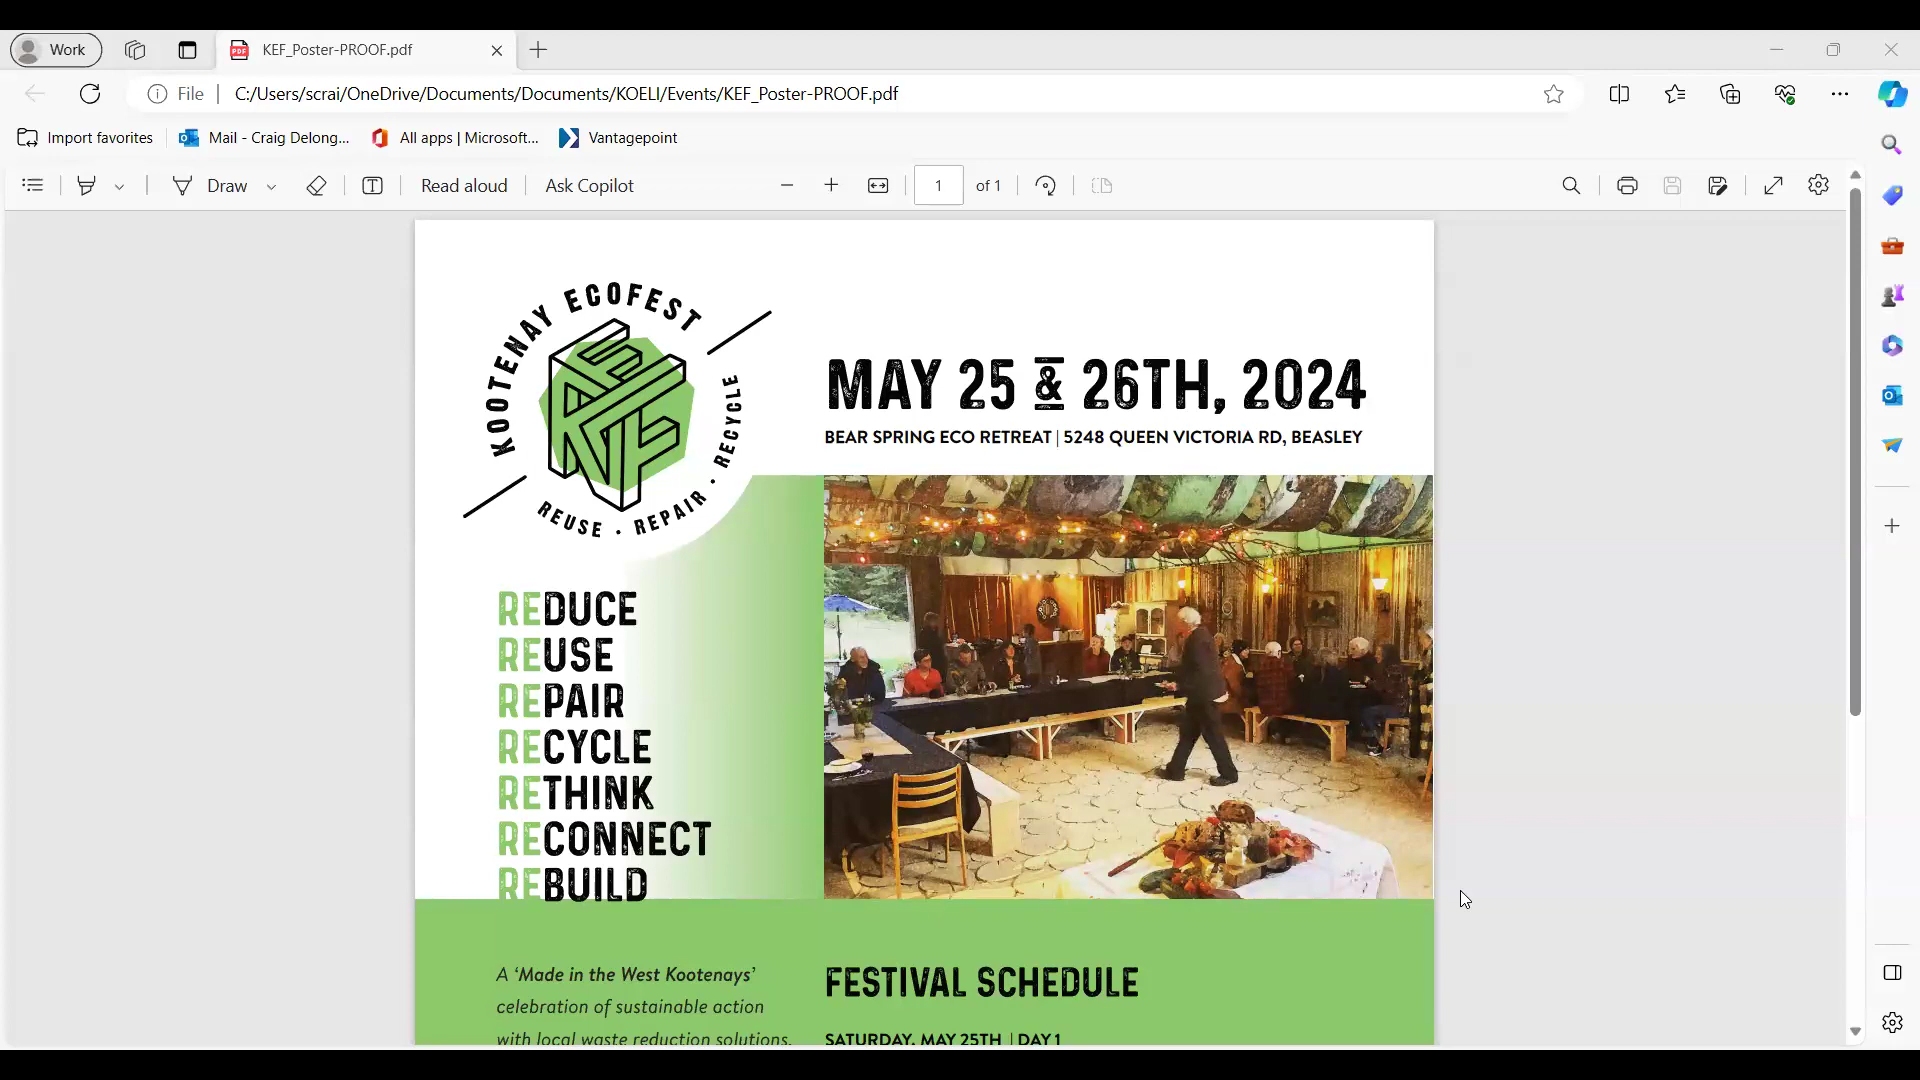 Work
KEF_Poster-PROOF.pdf
File
C:/Users/scrai/OneDrive/Documents/Documents/KOELI/Events/KEF_Poster-PROOF.pdf
Import favorites
Mail - Craig Delong...
All apps | Microsoft...
Vantagepoint
Draw
Read aloud
Ask Copilot
1
of 1
KOOTENAY ECOFEST
KEF
REUSE · REPAIR · RECYCLE
MAY 25 & 26TH, 2024
BEAR SPRING ECO RETREAT | 5248 QUEEN VICTORIA RD, BEASLEY
REDUCE
REUSE
REPAIR
RECYCLE
RETHINK
RECONNECT
REBUILD
A ‘Made in the West Kootenays’
celebration of sustainable action
with local waste reduction solutions.
FESTIVAL SCHEDULE
SATURDAY, MAY 25TH | DAY 1